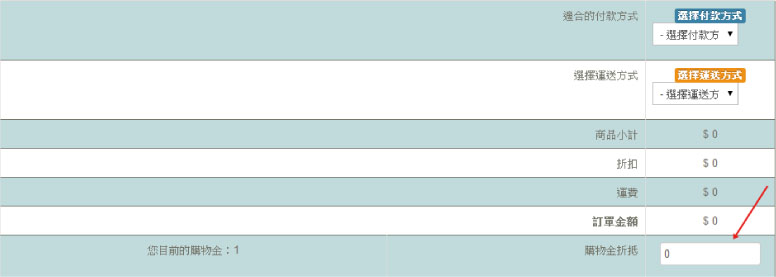 適合的付款方式
選擇付款方式
- 選擇付款方
選擇運送方式
選擇運送方式
- 選擇運送方
商品小計 $ 0
折扣 $ 0
運費 $ 0
訂單金額 $ 0
您目前的購物金：1 購物金折抵 0